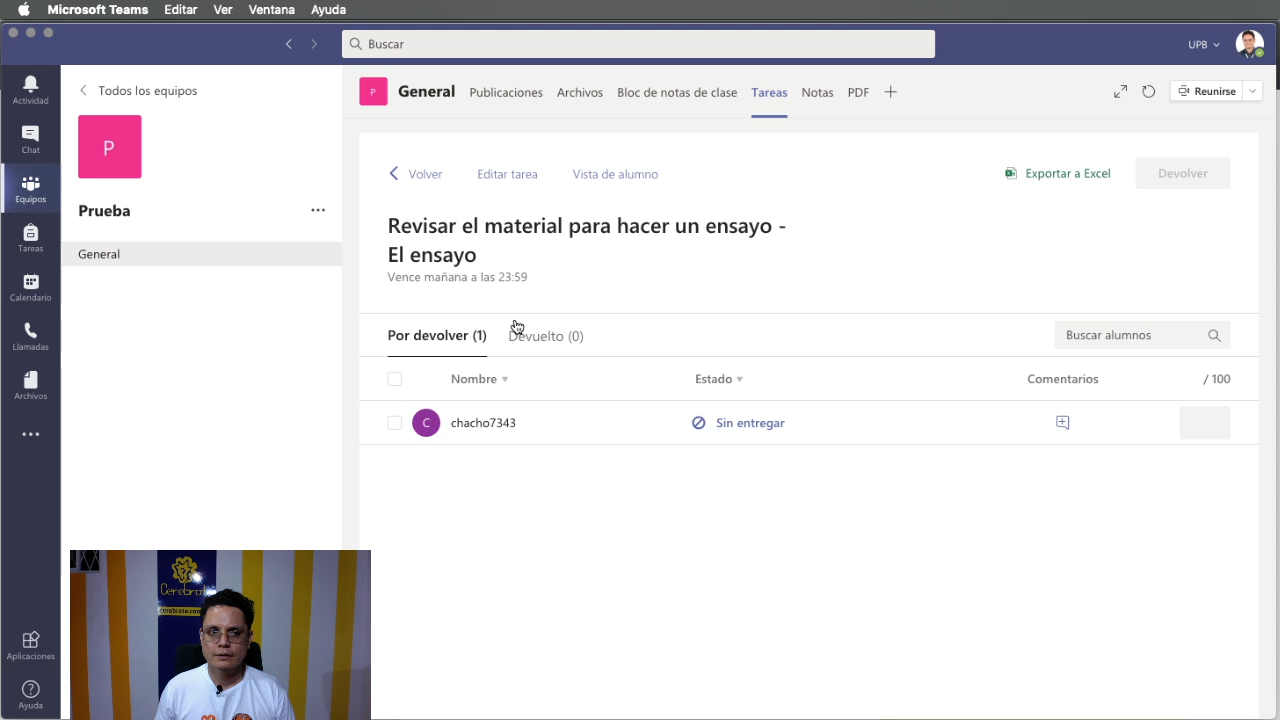 Microsoft Teams Editar Ver Ventana Ayuda
Buscar
UPB
Actividad
Chat
Equipos
Tareas
Calendario
Llamadas
Archivos
Aplicaciones
Ayuda
Todos los equipos
P
Prueba
General
P General Publicaciones Archivos Bloc de notas de clase Tareas Notas PDF
Reunirse
Volver Editar tarea Vista de alumno
Exportar a Excel Devolver
Revisar el material para hacer un ensayo -
El ensayo
Vence mañana a las 23:59
Por devolver (1) Devuelto (0)
Buscar alumnos
Nombre Estado Comentarios / 100
C chacho7343 Sin entregar
Cerebrote
cerebrote.com